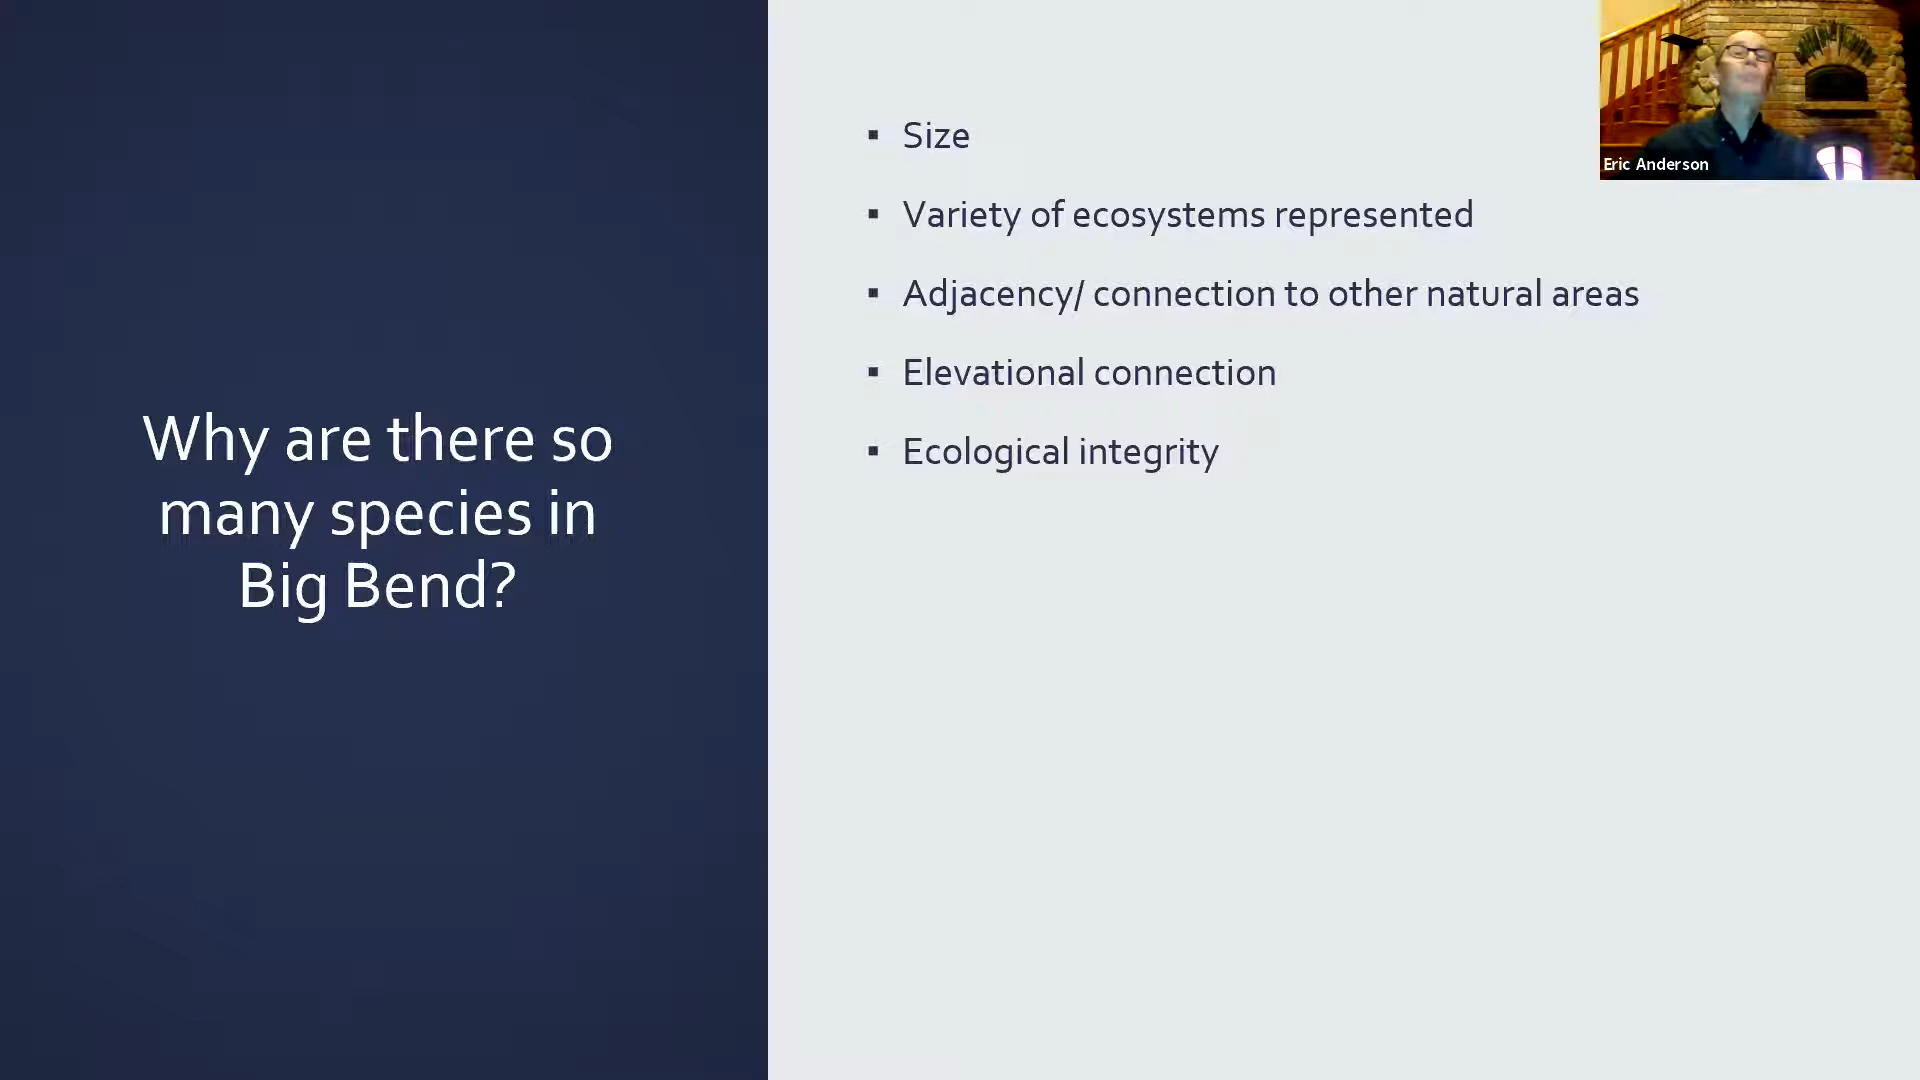 Why are there so
many species in
Big Bend?
▪ Size
▪ Variety of ecosystems represented
▪ Adjacency/ connection to other natural areas
▪ Elevational connection
▪ Ecological integrity
Eric Anderson